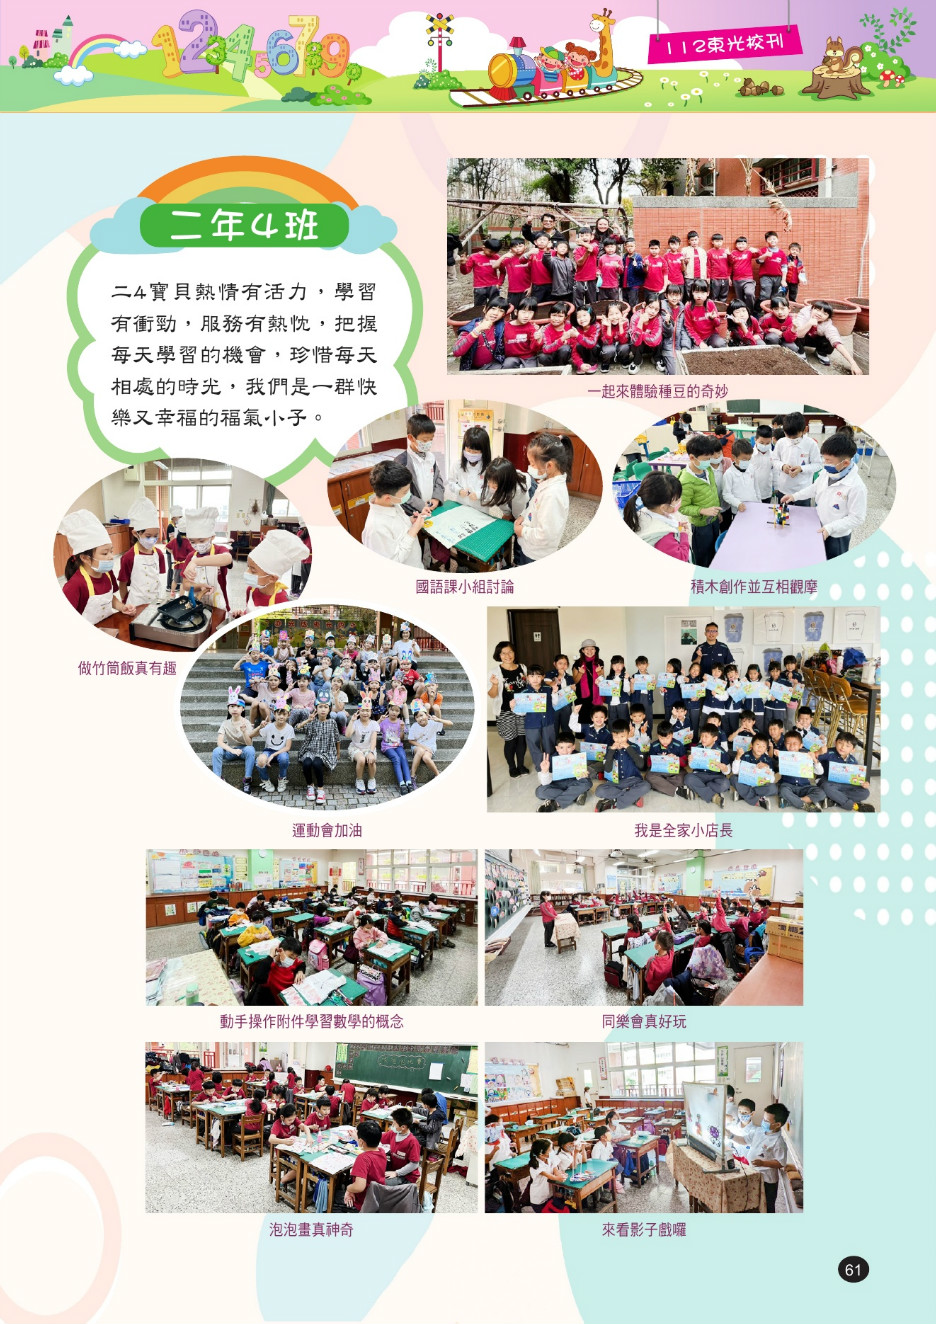 112東光校刊
二年4班
二4寶貝熱情有活力，學習
有衝勁，服務有熱忱，把握
每天學習的機會，珍惜每天
相處的時光，我們是一群快
樂又幸福的福氣小子。
一起來體驗種豆的奇妙
國語課小組討論
積木創作並互相觀摩
做竹筒飯真有趣
運動會加油
我是全家小店長
動手操作附件學習數學的概念
同樂會真好玩
泡泡畫真神奇
來看影子戲囉
61